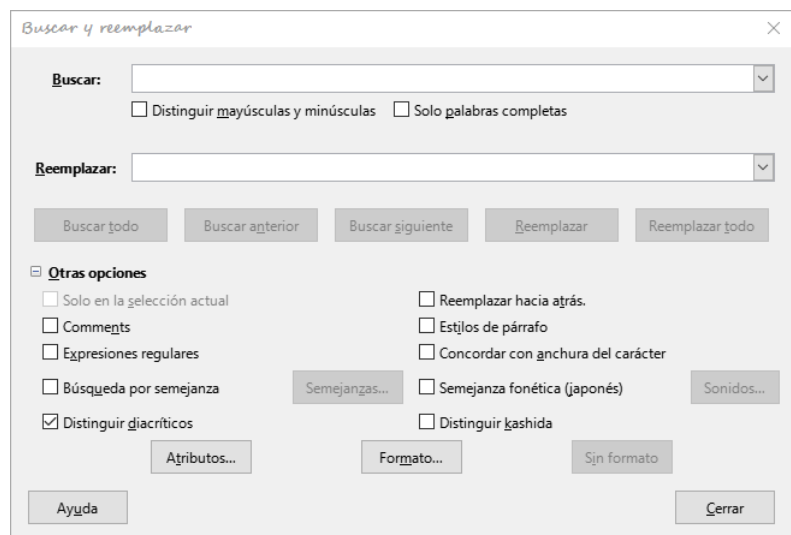 Buscar y reemplazar
Buscar:
Distinguir mayúsculas y minúsculas Solo palabras completas
Reemplazar:
Buscar todo Buscar anterior Buscar siguiente Reemplazar Reemplazar todo
Otras opciones
Solo en la selección actual Reemplazar hacia atrás.
Comments Estilos de párrafo
Expresiones regulares Concordar con anchura del carácter
Búsqueda por semejanza Semejanzas... Semejanza fonética (japonés) Sonidos...
Distinguir diacríticos Distinguir kashida
Atributos... Formato... Sin formato
Ayuda Cerrar